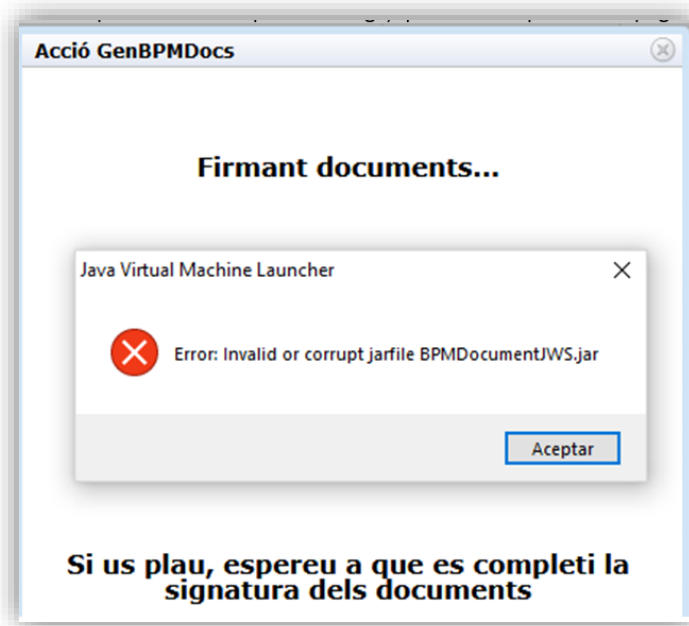 Acció GenBPMDocs
Firmant documents...
Java Virtual Machine Launcher
Error: Invalid or corrupt jarfile BPMDocumentJWS.jar
Aceptar
Si us plau, espereu a que es completi la
signatura dels documents